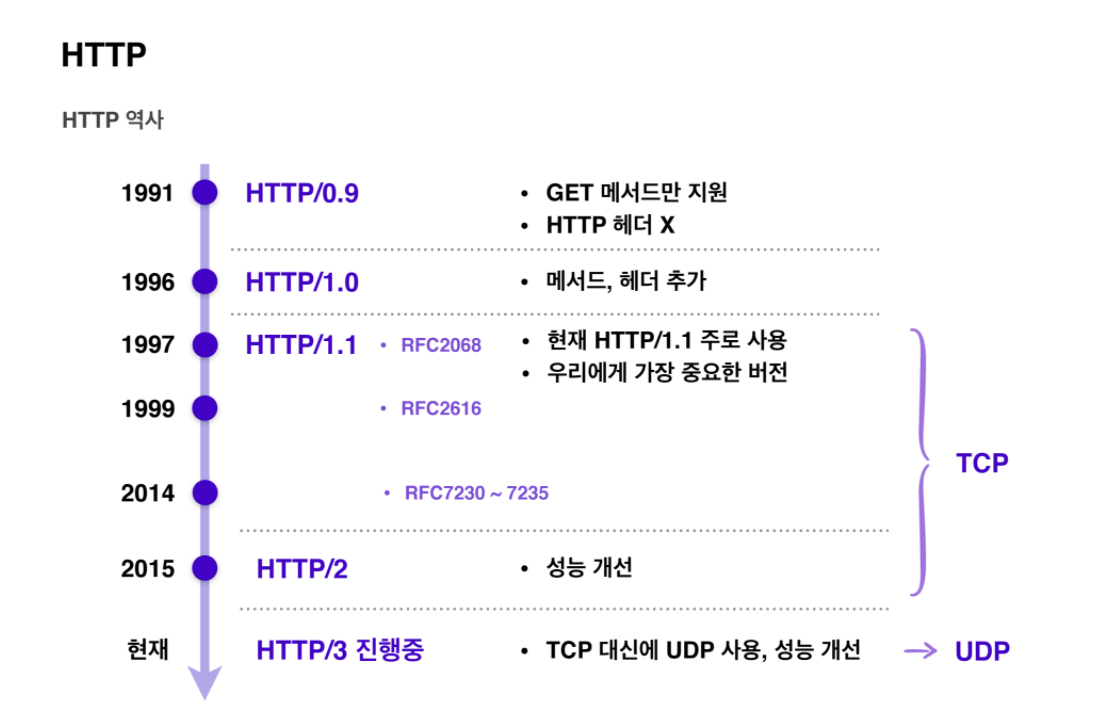 HTTP
HTTP 역사
1991 HTTP/0.9 • GET 메서드만 지원
• HTTP 헤더 X
1996 HTTP/1.0 • 메서드, 헤더 추가
1997 HTTP/1.1 • RFC2068 • 현재 HTTP/1.1 주로 사용
• 우리에게 가장 중요한 버전
1999 • RFC2616
TCP
2014 • RFC7230 ~ 7235
2015 HTTP/2 • 성능 개선
현재 HTTP/3 진행중 • TCP 대신에 UDP 사용, 성능 개선 → UDP